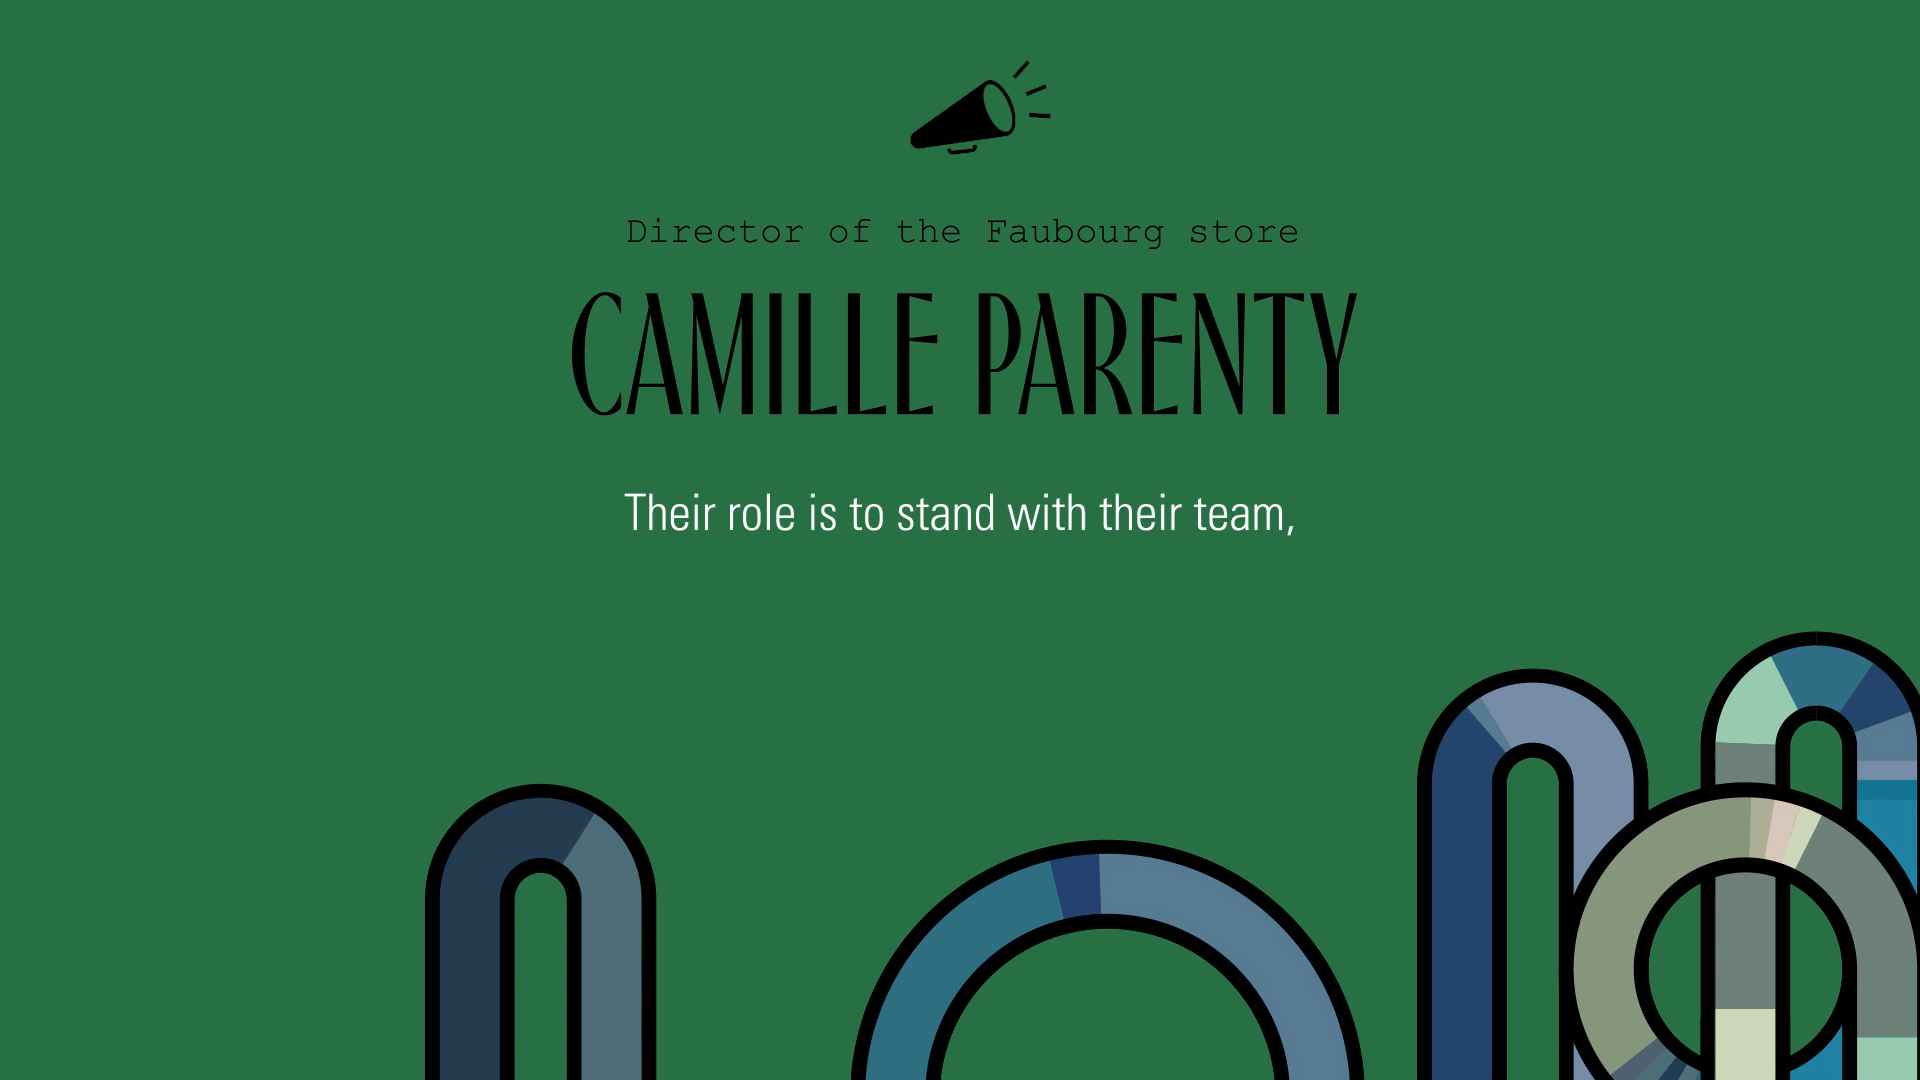 Director of the Faubourg store
CAMILLE PARENTY
Their role is to stand with their team,